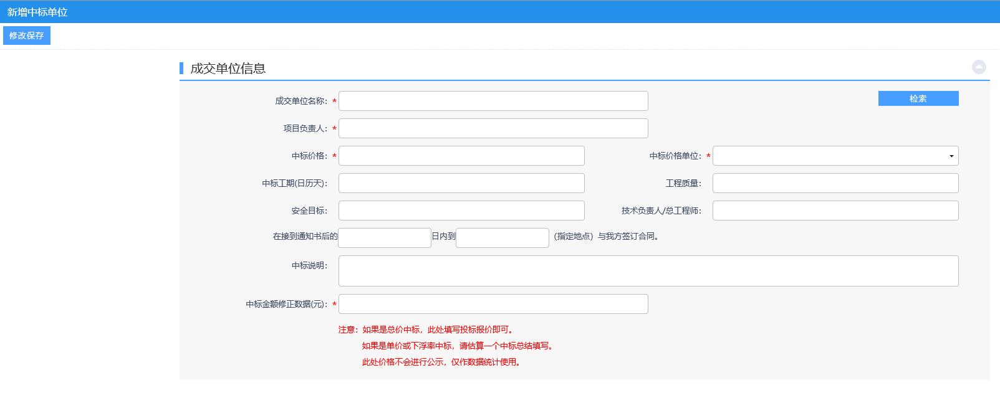 新增中标单位
修改保存
成交单位信息
成交单位名称：* 检索
项目负责人：*
中标价格：* 中标价格单位：*
中标工期(日历天)： 工程质量：
安全目标： 技术负责人/总工程师：
在接到通知书后的 日内到 （指定地点）与我方签订合同。
中标说明：
中标金额修正数据(元)：*
注意：如果是总价中标，此处填写投标报价即可。
如果是单价或下浮率中标，请估算一个中标总结填写。
此处价格不会进行公示，仅作数据统计使用。